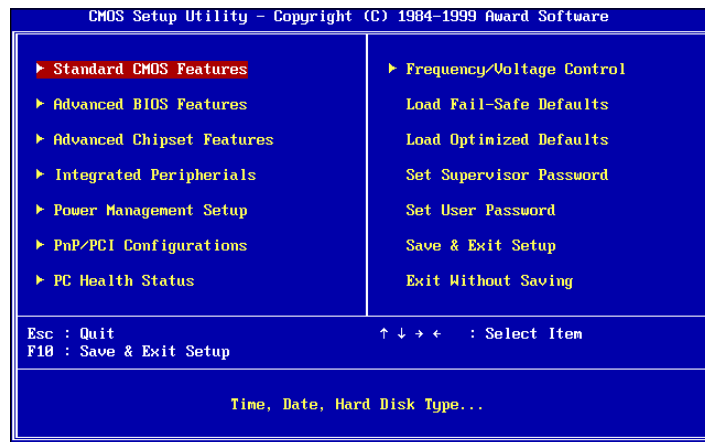 CMOS Setup Utility - Copyright (C) 1984-1999 Award Software
▶ Standard CMOS Features
▶ Advanced BIOS Features
▶ Advanced Chipset Features
▶ Integrated Peripherials
▶ Power Management Setup
▶ PnP/PCI Configurations
▶ PC Health Status
▶ Frequency/Voltage Control
Load Fail-Safe Defaults
Load Optimized Defaults
Set Supervisor Password
Set User Password
Save & Exit Setup
Exit Without Saving
Esc : Quit
F10 : Save & Exit Setup
↑ ↓ → ← : Select Item
Time, Date, Hard Disk Type...